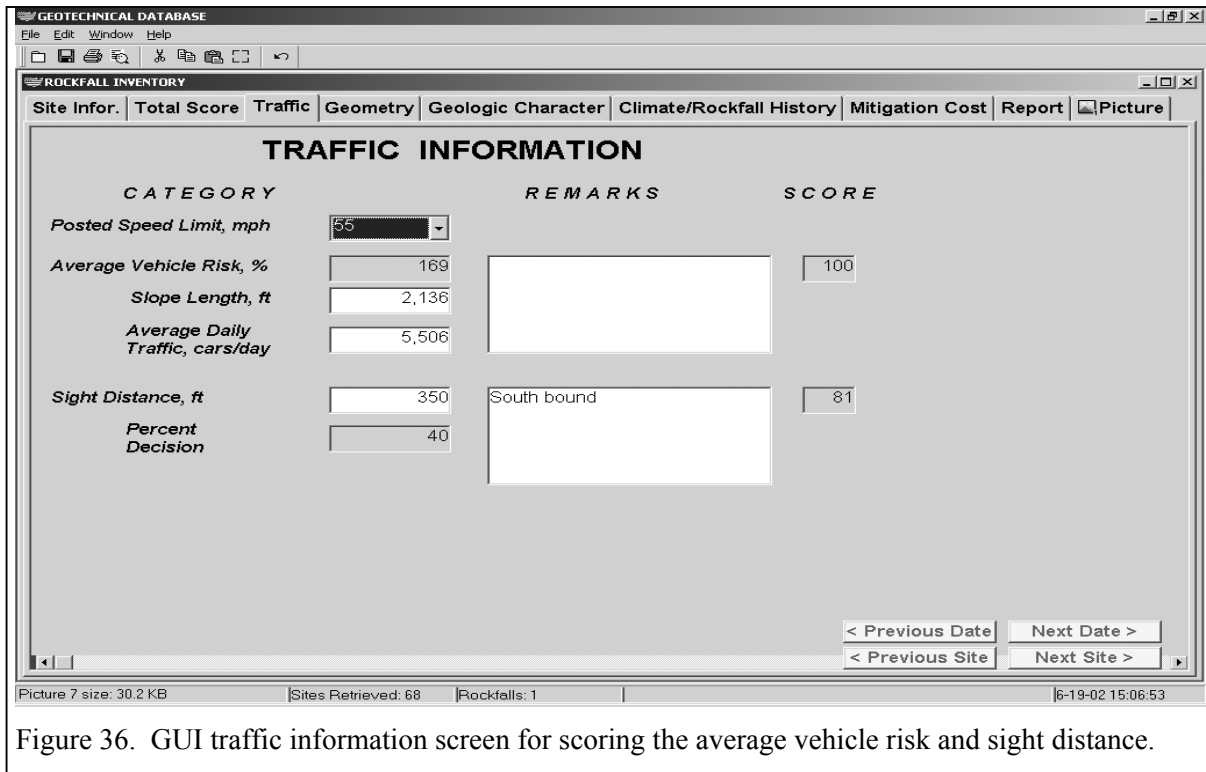 GEOTECHNICAL DATABASE
File Edit Window Help
ROCKFALL INVENTORY
Site Infor. Total Score Traffic Geometry Geologic Character Climate/Rockfall History Mitigation Cost Report Picture
TRAFFIC INFORMATION
CATEGORY REMARKS SCORE
Posted Speed Limit, mph 55
Average Vehicle Risk, % 169 100
Slope Length, ft 2,136
Average Daily
Traffic, cars/day 5,506
Sight Distance, ft 350 South bound 81
Percent
Decision 40
< Previous Date Next Date >
< Previous Site Next Site >
Picture 7 size: 30.2 KB Sites Retrieved: 68 Rockfalls: 1 6-19-02 15:06:53
Figure 36. GUI traffic information screen for scoring the average vehicle risk and sight distance.